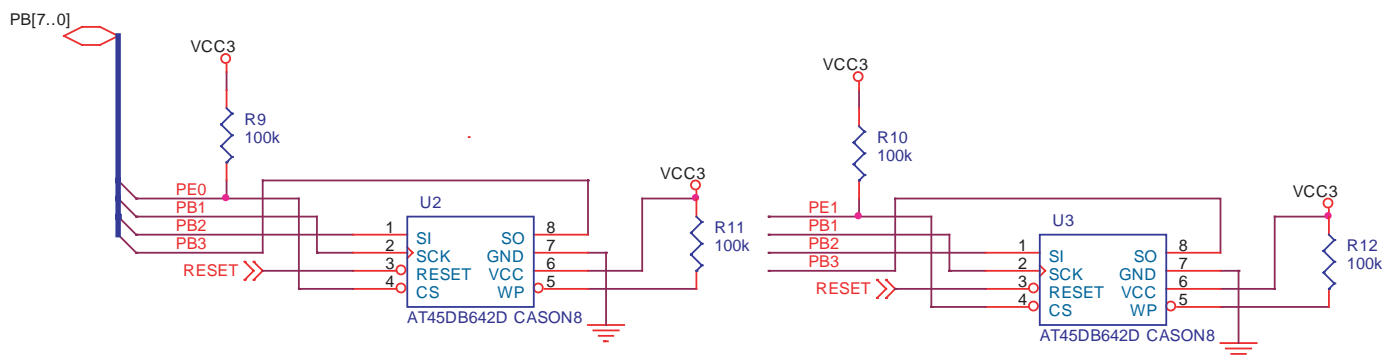 PB[7..0]
VCC3
R9
100k
PE0
PB1
PB2
PB3
RESET
U2
1
2
3
4
SI
SCK
RESET
CS
SO
GND
VCC
WP
8
7
6
5
AT45DB642D CASON8
VCC3
R11
100k
VCC3
R10
100k
PE1
PB1
PB2
PB3
RESET
U3
1
2
3
4
SI
SCK
RESET
CS
SO
GND
VCC
WP
8
7
6
5
AT45DB642D CASON8
VCC3
R12
100k